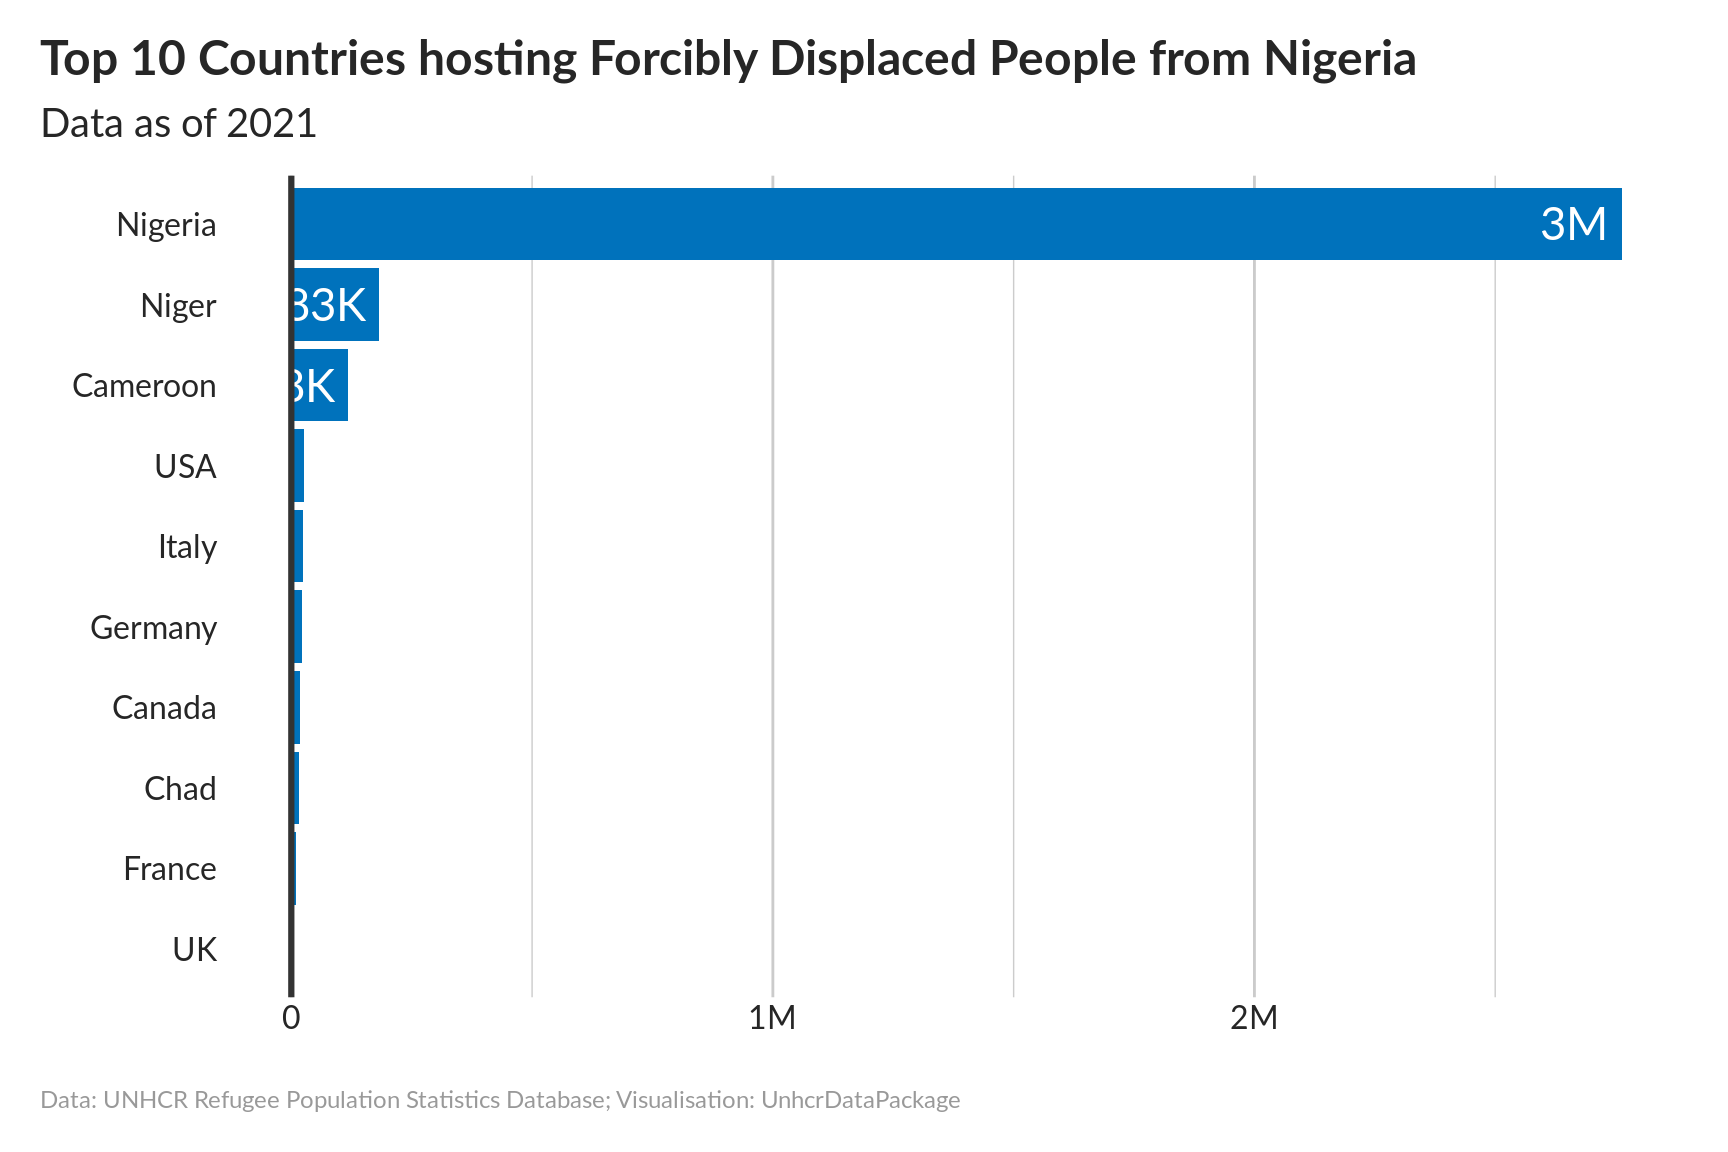 Top 10 Countries hosting Forcibly Displaced People from Nigeria
Data as of 2021
Nigeria 3M
Niger 33K
Cameroon K
USA
Italy
Germany
Canada
Chad
France
UK
0 1M 2M
Data: UNHCR Refugee Population Statistics Database; Visualisation: UnhcrDataPackage